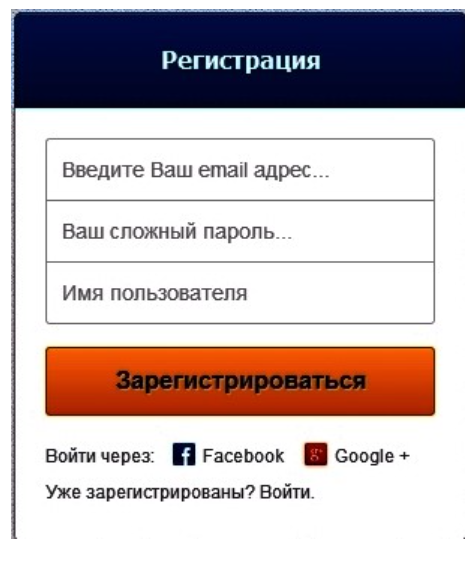 Регистрация
Введите Ваш email адрес...
Ваш сложный пароль...
Имя пользователя
Зарегистрироваться
Войти через: f Facebook g+ Google +
Уже зарегистрированы? Войти.